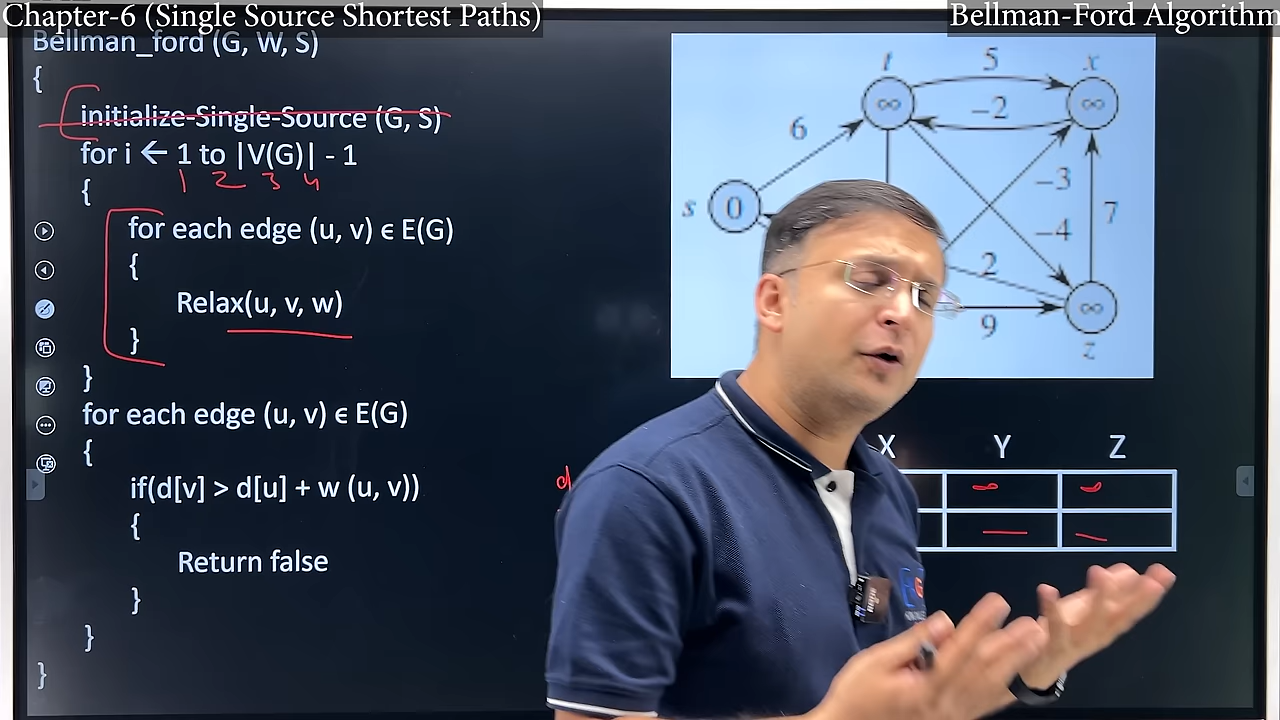 Chapter-6 (Single Source Shortest Paths)
Bellman-Ford Algorithm
Bellman_ford (G, W, S)
{
initialize-Single-Source (G, S)
for i ← 1 to |V(G)| - 1
1 2 3 4
{
for each edge (u, v) ϵ E(G)
{
Relax(u, v, w)
}
}
for each edge (u, v) ϵ E(G)
{
if(d[v] > d[u] + w (u, v))
{
Return false
}
}
}
t 5 x
∞ -2 ∞
6
-3
s 0 7
-4
2
∞
9
z
X Y Z
d ∞ ∞
— —